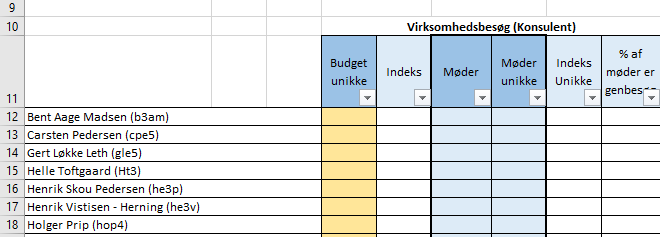 9
10 Virksomhedsbesøg (Konsulent)
11 Budget unikke Indeks Møder Møder unikke Indeks Unikke % af møder er genbesøg
12 Bent Aage Madsen (b3am)
13 Carsten Pedersen (cpe5)
14 Gert Løkke Leth (gle5)
15 Helle Toftgaard (Ht3)
16 Henrik Skou Pedersen (he3p)
17 Henrik Vistisen - Herning (he3v)
18 Holger Prip (hop4)